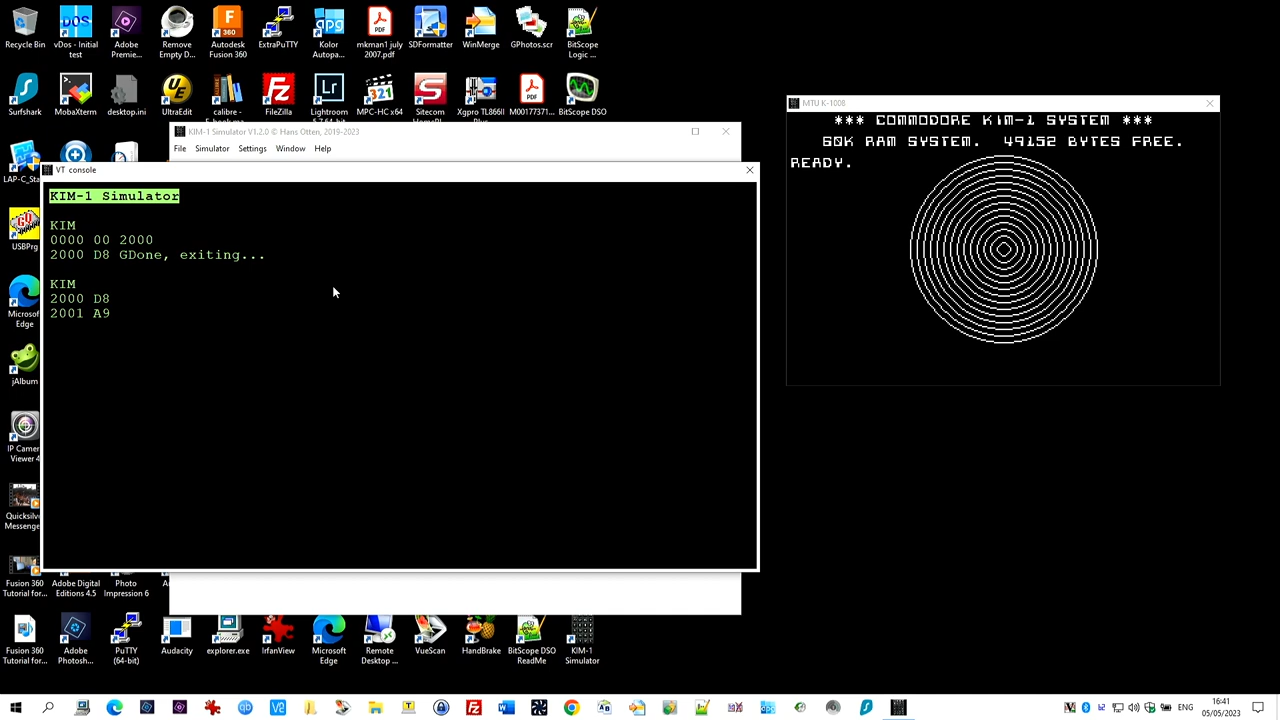 Recycle Bin
vDos - Initial test
Adobe Premie...
Remove Empty D...
Autodesk Fusion 360
ExtraPuTTY
Kolor Autopa...
mkman1 july 2007.pdf
SDFormatter
WinMerge
GPhotos.scr
BitScope Logic ...
Surfshark
MobaXterm
desktop.ini
UltraEdit
calibre -
FileZilla
Lightroom
MPC-HC x64
Sitecom
Xgpro TL866II
M00177371...
BitScope DSO
LAP-C_Sta
USBPrg
Microsof Edge
jAlbum
IP Camer Viewer 4
Quicksilv Messenge
KIM-1 Simulator V1.2.0 © Hans Otten, 2019-2023
File Simulator Settings Window Help
VT console
KIM-1 Simulator
KIM
0000 00 2000
2000 D8 GDone, exiting...
KIM
2000 D8
2001 A9
MTU K-1008
*** COMMODORE KIM-1 SYSTEM ***
60K RAM SYSTEM. 49152 BYTES FREE.
READY.
Fusion 360 Tutorial for...
Adobe Digital Editions 4.5
Photo Impression 6
Fusion 360 Tutorial for...
Adobe Photosh...
PuTTY (64-bit)
Audacity
explorer.exe
IrfanView
Microsoft Edge
Remote Desktop ...
VueScan
HandBrake
BitScope DSO ReadMe
KIM-1 Simulator
ENG
16:41
05/05/2023